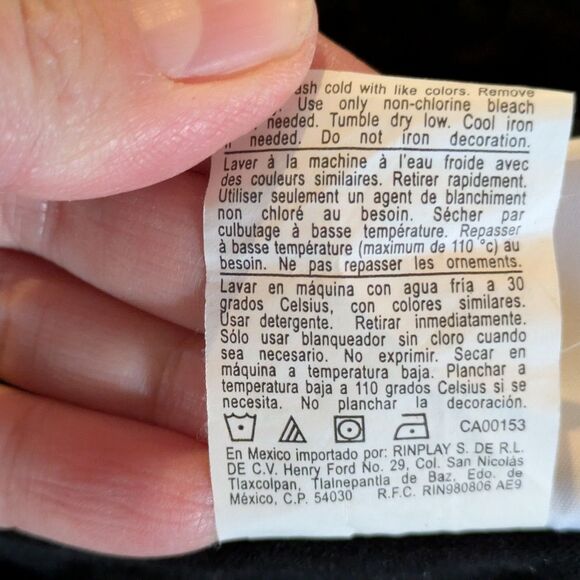 cold with like colors. Remove
Use only non-chlorine bleach
needed. Tumble dry low. Cool iron
needed. Do not iron decoration.
Laver à la machine à l'eau froide avec
des couleurs similaires. Retirer rapidement.
Utiliser seulement un agent de blanchiment
non chloré au besoin. Sécher par
culbutage à basse température. Repasser
à basse température (maximum de 110 °c) au
besoin. Ne pas repasser les ornements.
Lavar en máquina con agua fría a 30
grados Celsius, con colores similares.
Usar detergente. Retirar inmediatamente.
Sólo usar blanqueador sin cloro cuando
sea necesario. No exprimir. Secar en
máquina a temperatura baja. Planchar a
temperatura baja a 110 grados Celsius si se
necesita. No planchar la decoración.
CA00153
En Mexico importado por: RINPLAY S. DE R.L.
DE C.V. Henry Ford No. 29, Col. San Nicolás
Tlaxcolpan, Tlalnepantla de Baz. Edo. de
México, C.P. 54030 R.F.C. RIN980806 AE9